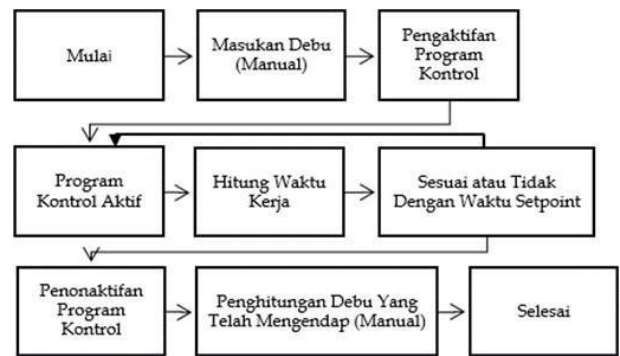 Mulai
Masukan Debu
(Manual)
Pengaktifan
Program
Kontrol
Program
Kontrol Aktif
Hitung Waktu
Kerja
Sesuai atau Tidak
Dengan Waktu Setpoint
Penonaktifan
Program
Kontrol
Penghitungan Debu Yang
Telah Mengendap (Manual)
Selesai